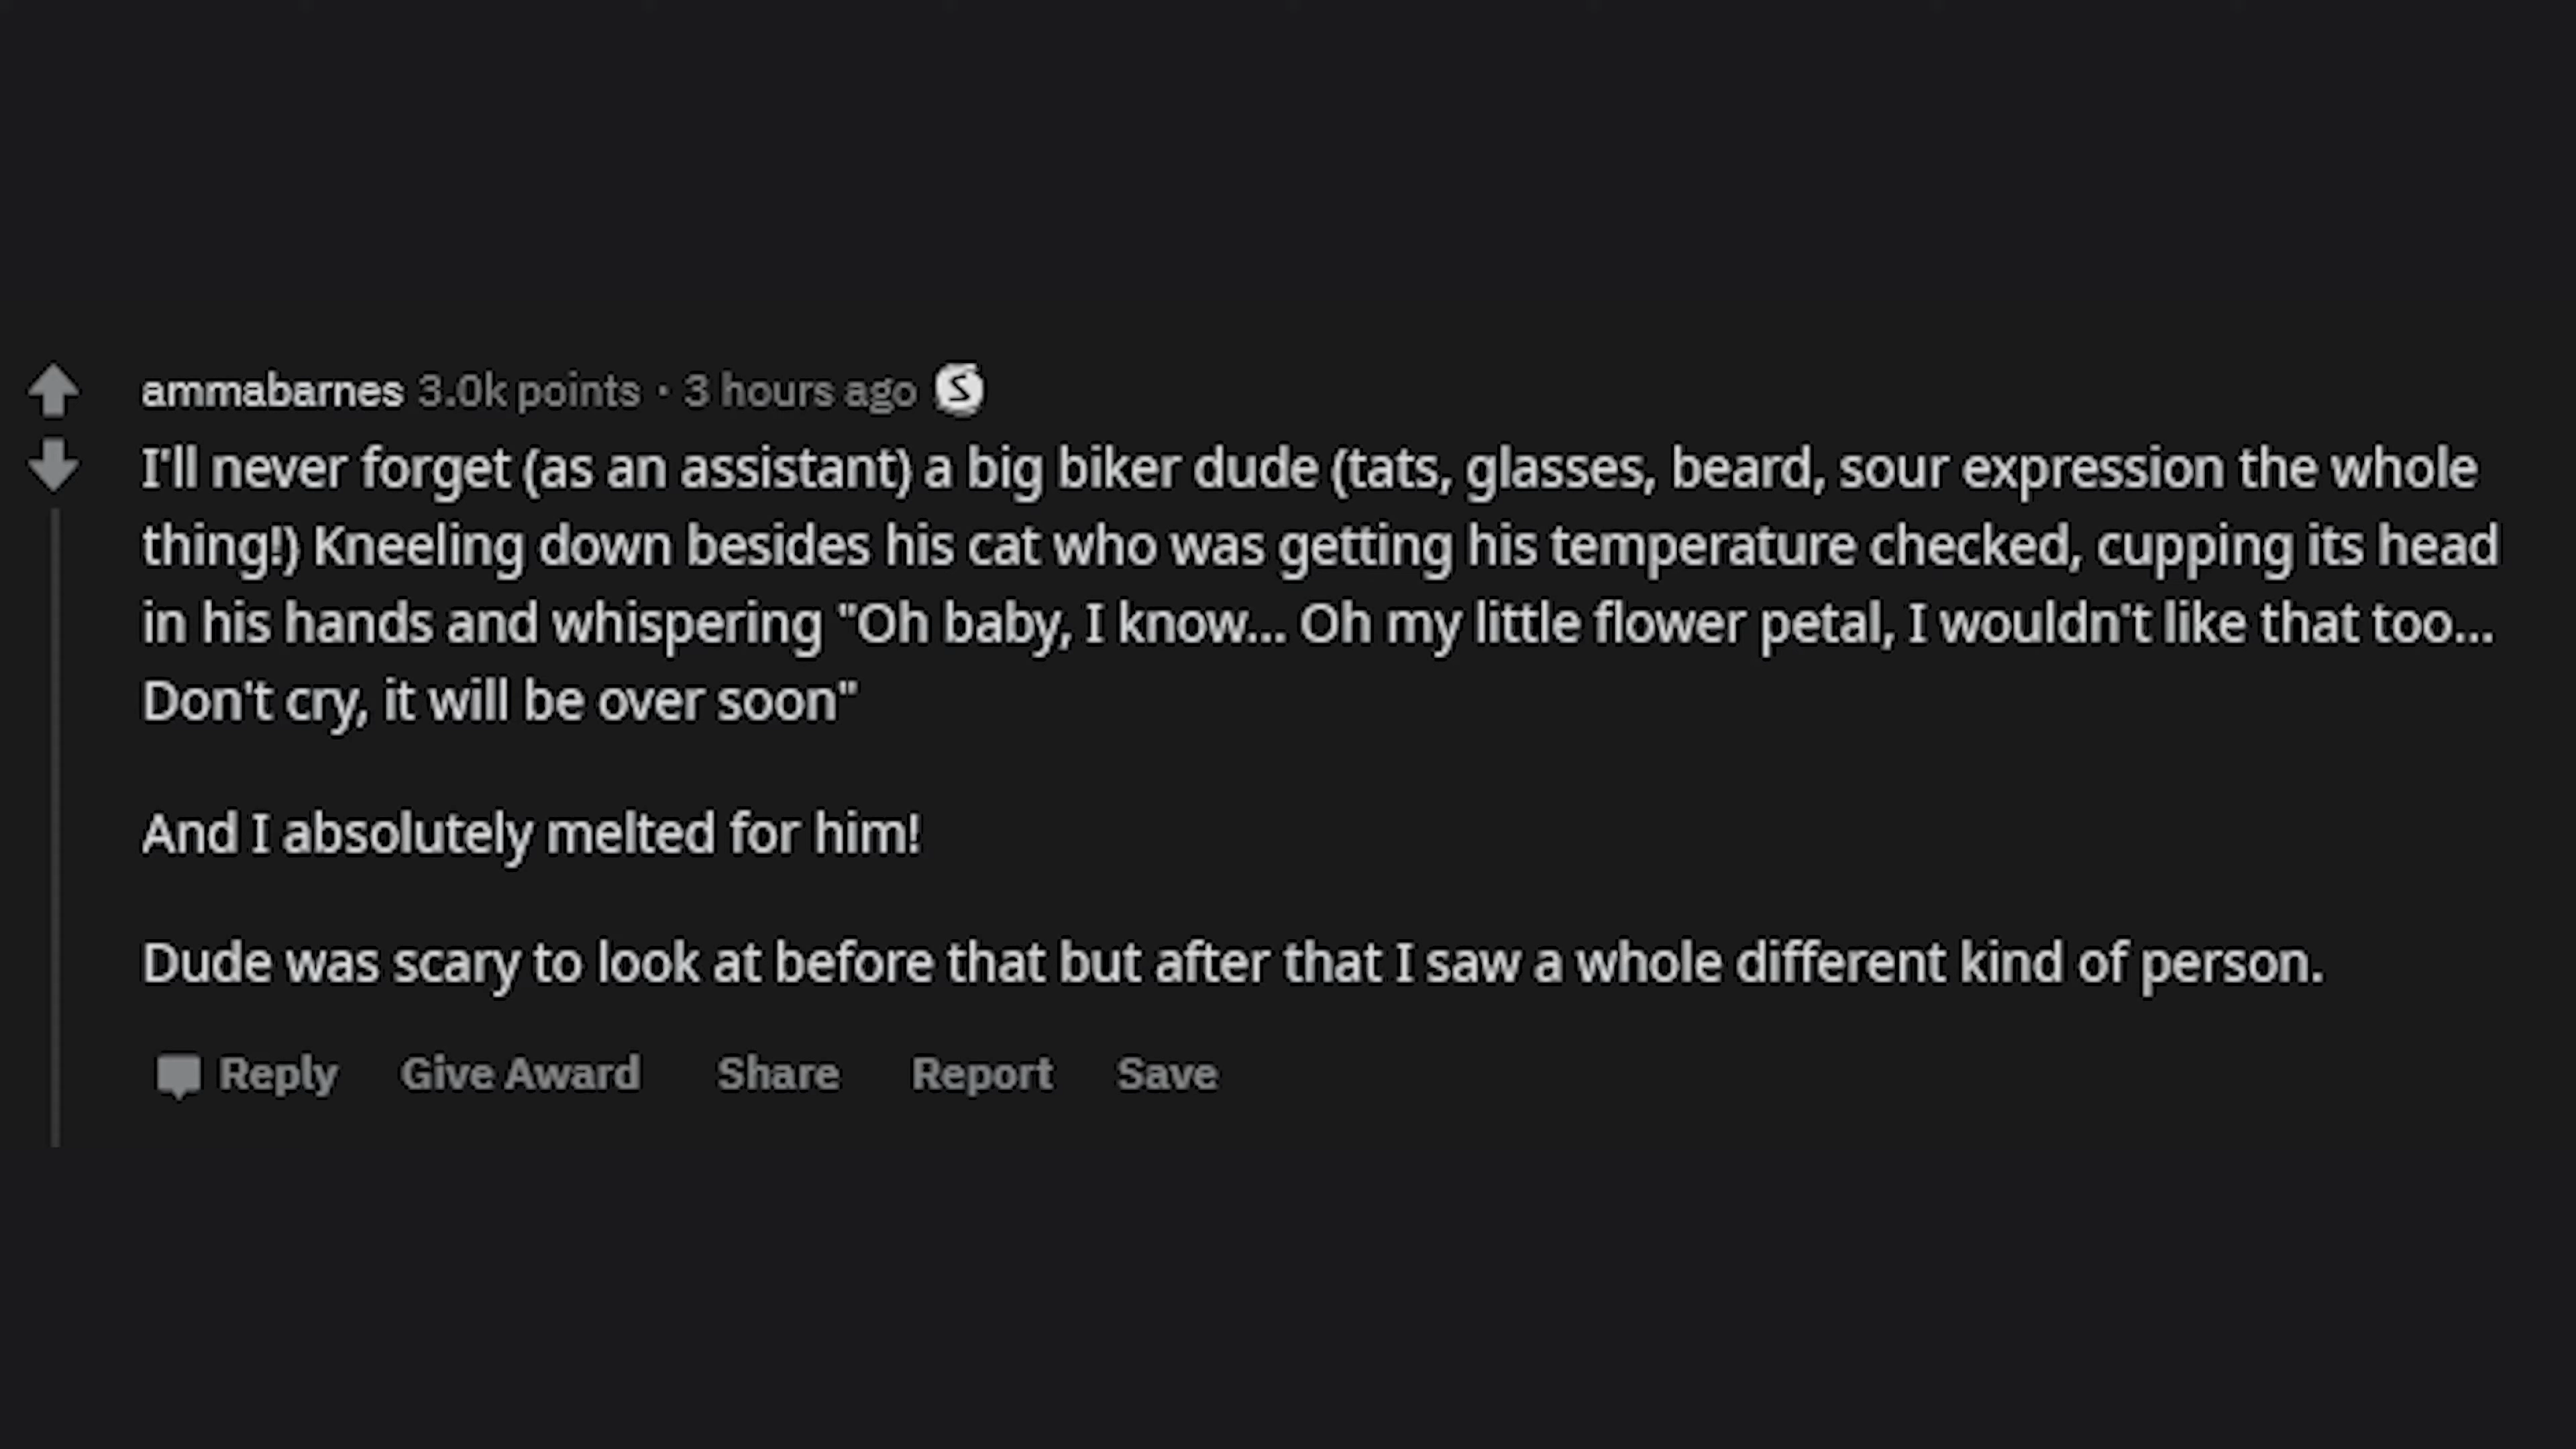 ammabarnes 3.0k points · 3 hours ago S
I'll never forget (as an assistant) a big biker dude (tats, glasses, beard, sour expression the whole
thing!) Kneeling down besides his cat who was getting his temperature checked, cupping its head
in his hands and whispering "Oh baby, I know... Oh my little flower petal, I wouldn't like that too...
Don't cry, it will be over soon"
And I absolutely melted for him!
Dude was scary to look at before that but after that I saw a whole different kind of person.
Reply Give Award Share Report Save